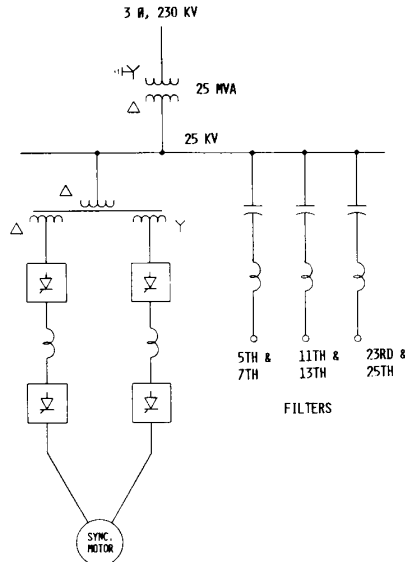 3 Ø, 230 KV
Y
25 MVA
Δ
25 KV
Δ
Δ
Y
5TH &
7TH
11TH &
13TH
23RD &
25TH
FILTERS
SYNC.
MOTOR